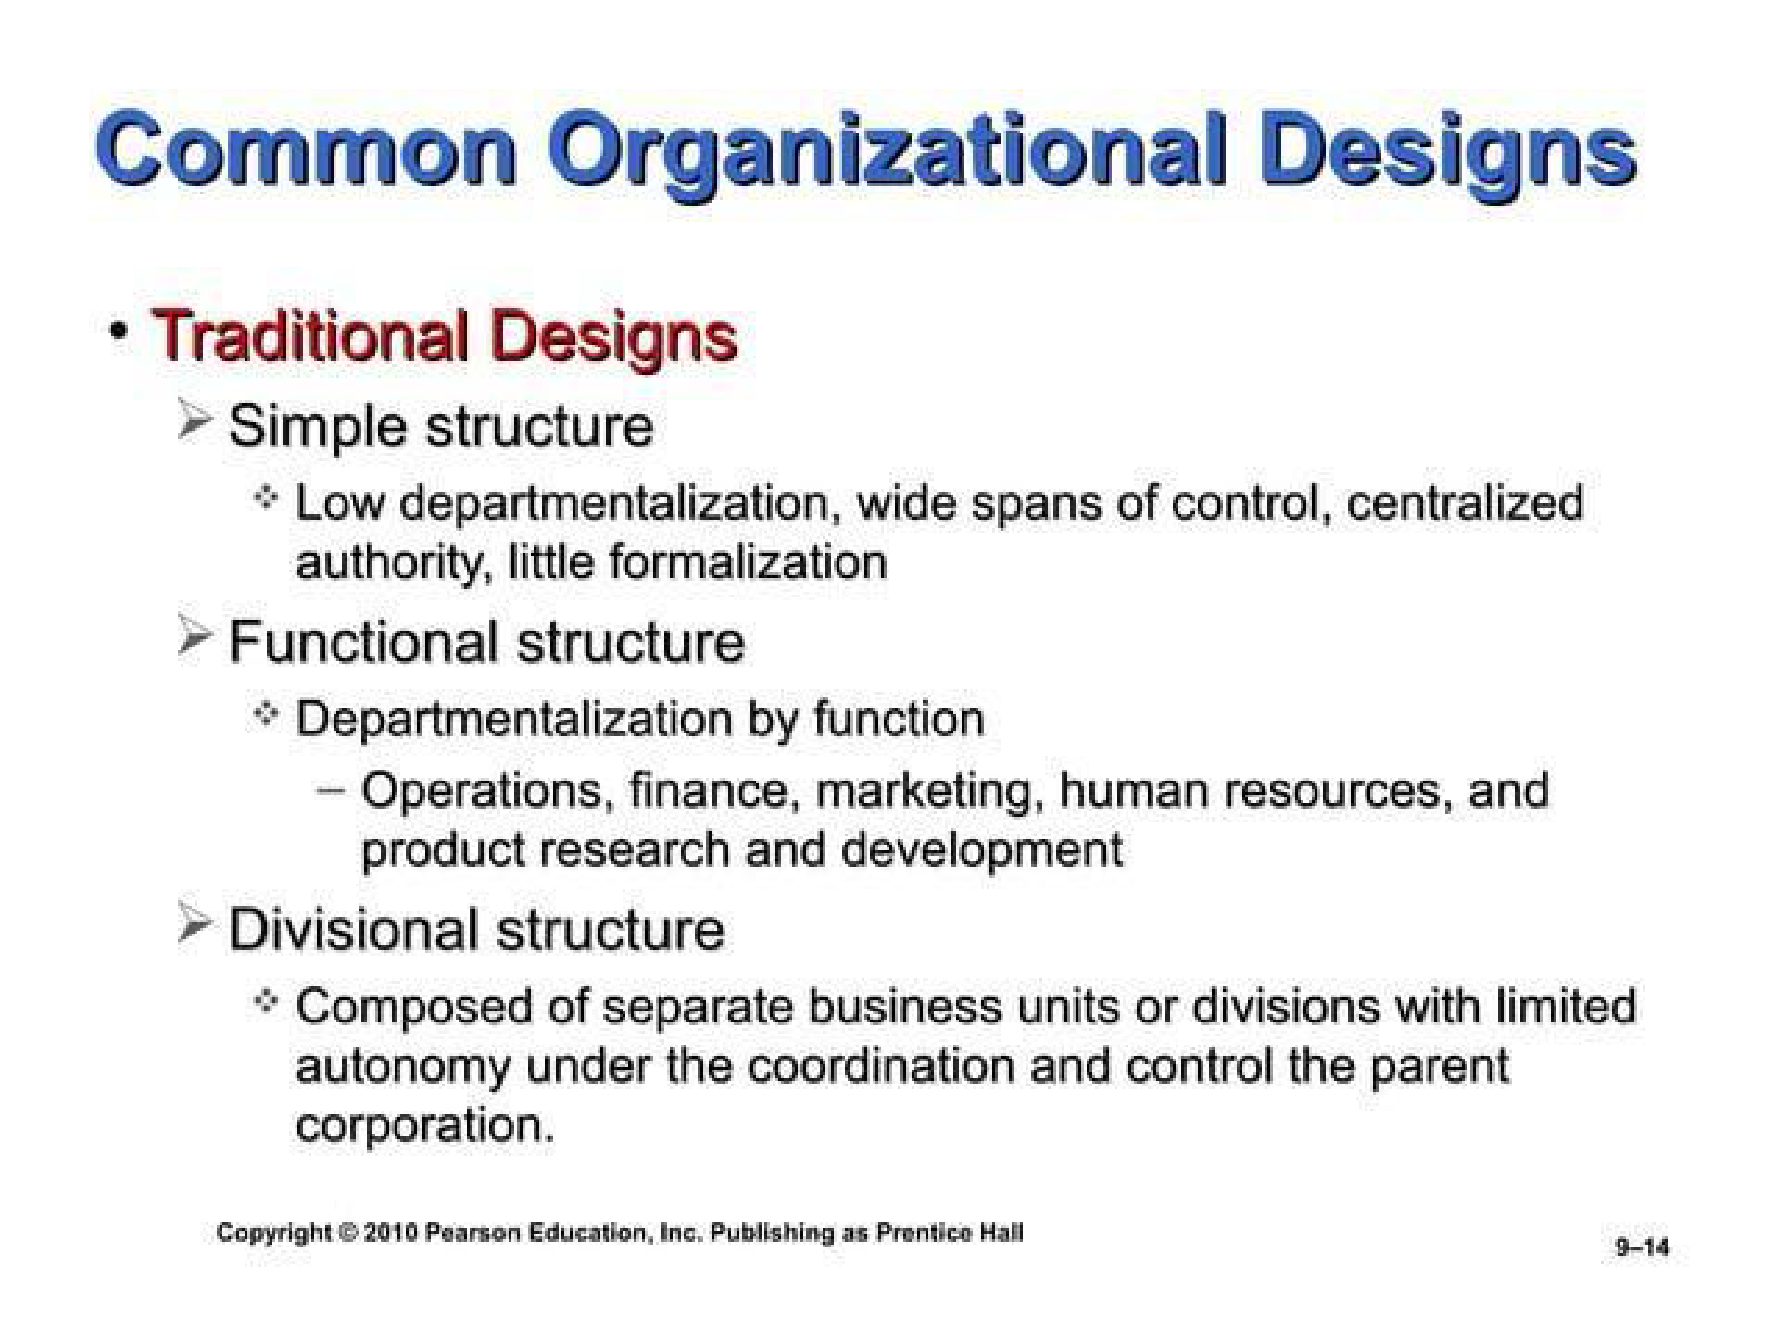 Common Organizational Designs
• Traditional Designs
➢ Simple structure
❖ Low departmentalization, wide spans of control, centralized
authority, little formalization
➢ Functional structure
❖ Departmentalization by function
– Operations, finance, marketing, human resources, and
product research and development
➢ Divisional structure
❖ Composed of separate business units or divisions with limited
autonomy under the coordination and control the parent
corporation.
Copyright © 2010 Pearson Education, Inc. Publishing as Prentice Hall
9–14